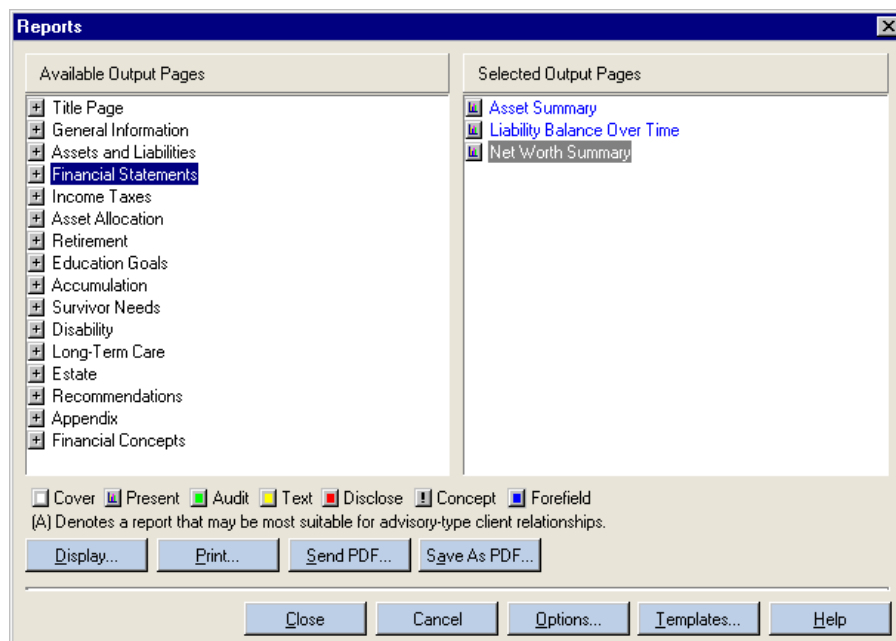 Reports
Available Output Pages
Selected Output Pages
Title Page
General Information
Assets and Liabilities
Financial Statements
Income Taxes
Asset Allocation
Retirement
Education Goals
Accumulation
Survivor Needs
Disability
Long-Term Care
Estate
Recommendations
Appendix
Financial Concepts
Asset Summary
Liability Balance Over Time
Net Worth Summary
Cover Present Audit Text Disclose Concept Forefield
(A) Denotes a report that may be most suitable for advisory-type client relationships.
Display... Print... Send PDF... Save As PDF...
Close Cancel Options... Templates... Help